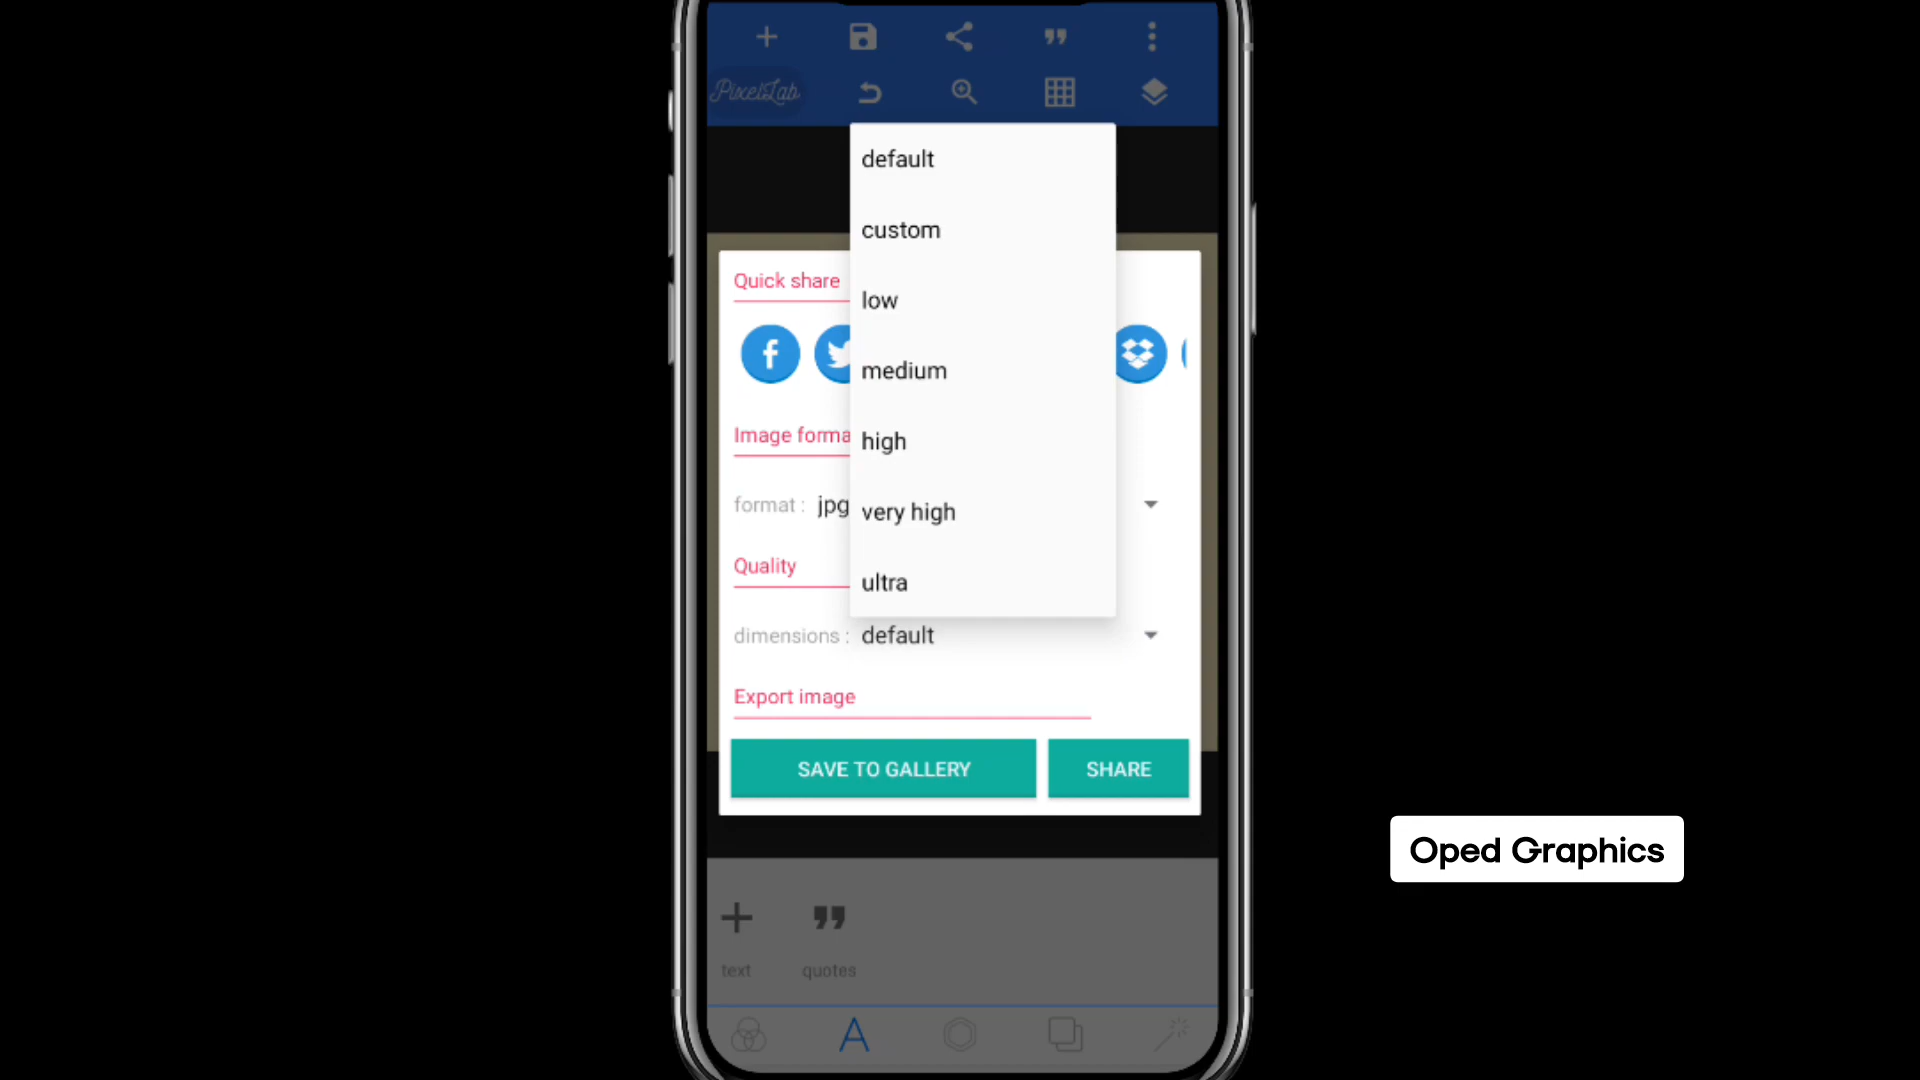 PixelLab
default
custom
low
medium
high
very high
ultra
Quick share
Image forma
format : jpg
Quality
dimensions : default
Export image
SAVE TO GALLERY
SHARE
Oped Graphics
text
quotes